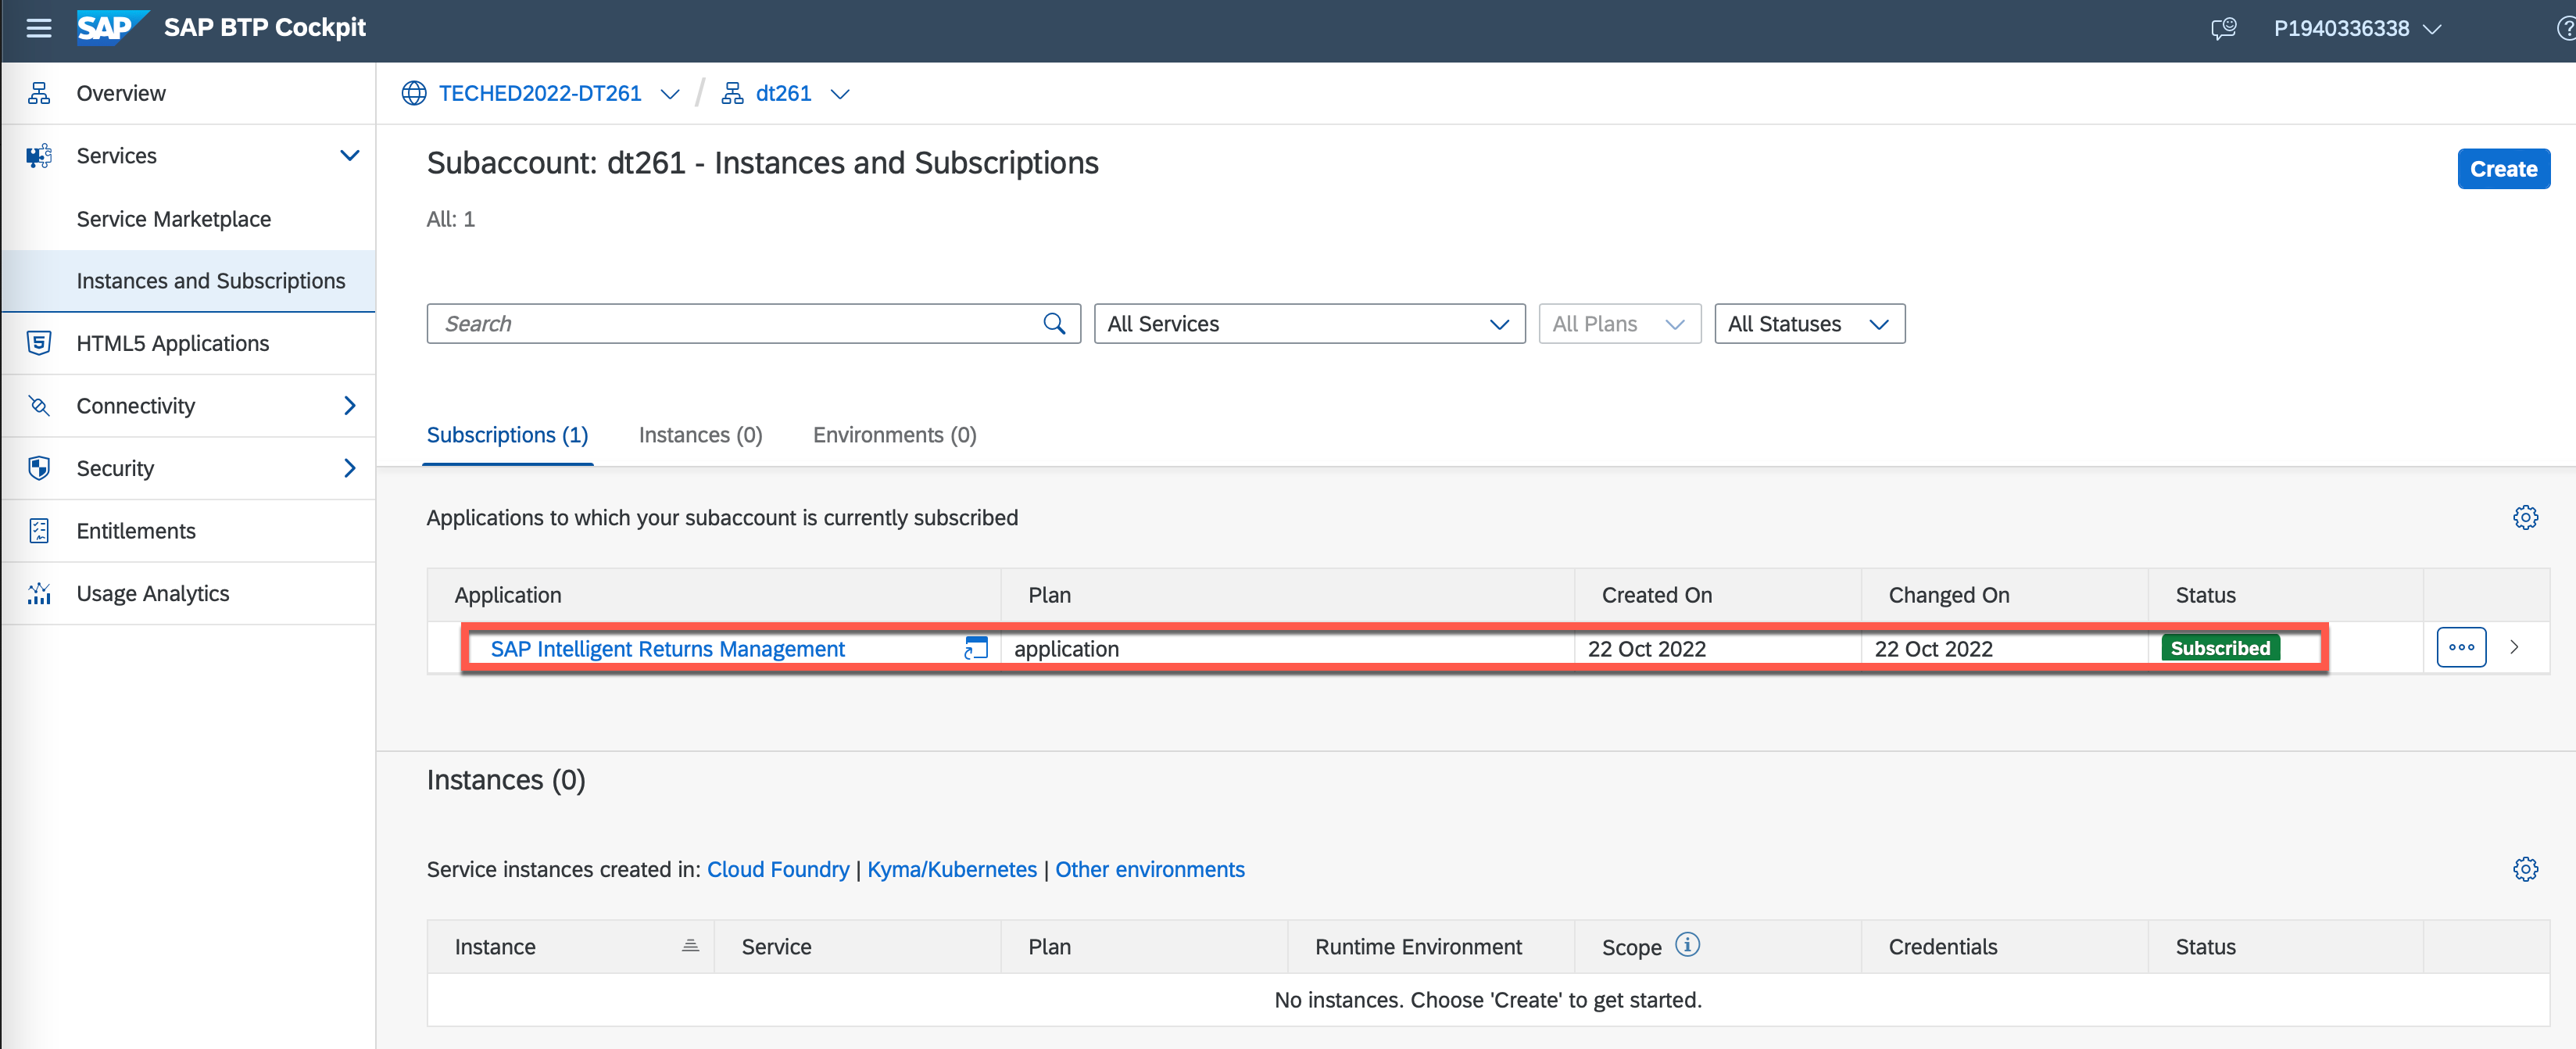 SAP SAP BTP Cockpit P1940336338
Overview
Services
Service Marketplace
Instances and Subscriptions
HTML5 Applications
Connectivity
Security
Entitlements
Usage Analytics
TECHED2022-DT261 / dt261
Subaccount: dt261 - Instances and Subscriptions
Create
All: 1
Search All Services All Plans All Statuses
Subscriptions (1) Instances (0) Environments (0)
Applications to which your subaccount is currently subscribed
Application Plan Created On Changed On Status
SAP Intelligent Returns Management application 22 Oct 2022 22 Oct 2022 Subscribed
Instances (0)
Service instances created in: Cloud Foundry | Kyma/Kubernetes | Other environments
Instance Service Plan Runtime Environment Scope Credentials Status
No instances. Choose 'Create' to get started.